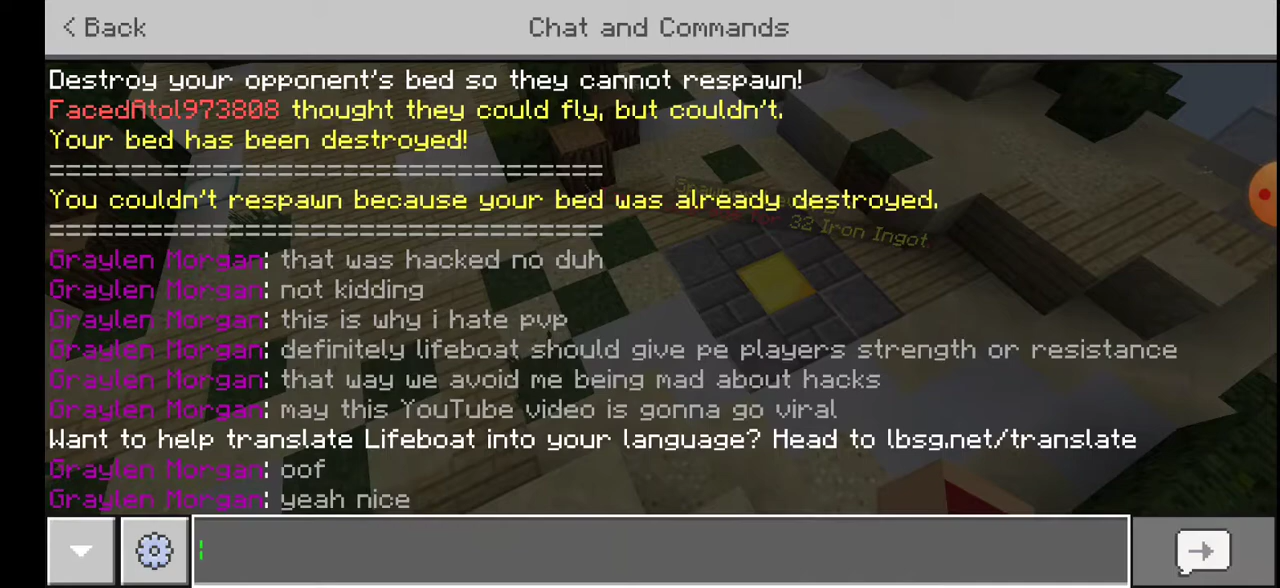 < Back
Chat and Commands
Destroy your opponent's bed so they cannot respawn!
FacedAtol973808 thought they could fly, but couldn't.
Your bed has been destroyed!
==================================
You couldn't respawn because your bed was already destroyed.
==================================
32 Iron Ingot
Graylen Morgan: that was hacked no duh
Graylen Morgan: not kidding
Graylen Morgan: this is why i hate pvp
Graylen Morgan: definitely lifeboat should give pe players strength or resistance
Graylen Morgan: that way we avoid me being mad about hacks
Graylen Morgan: may this YouTube video is gonna go viral
Want to help translate Lifeboat into your language? Head to lbsg.net/translate
Graylen Morgan: oof
Graylen Morgan: yeah nice